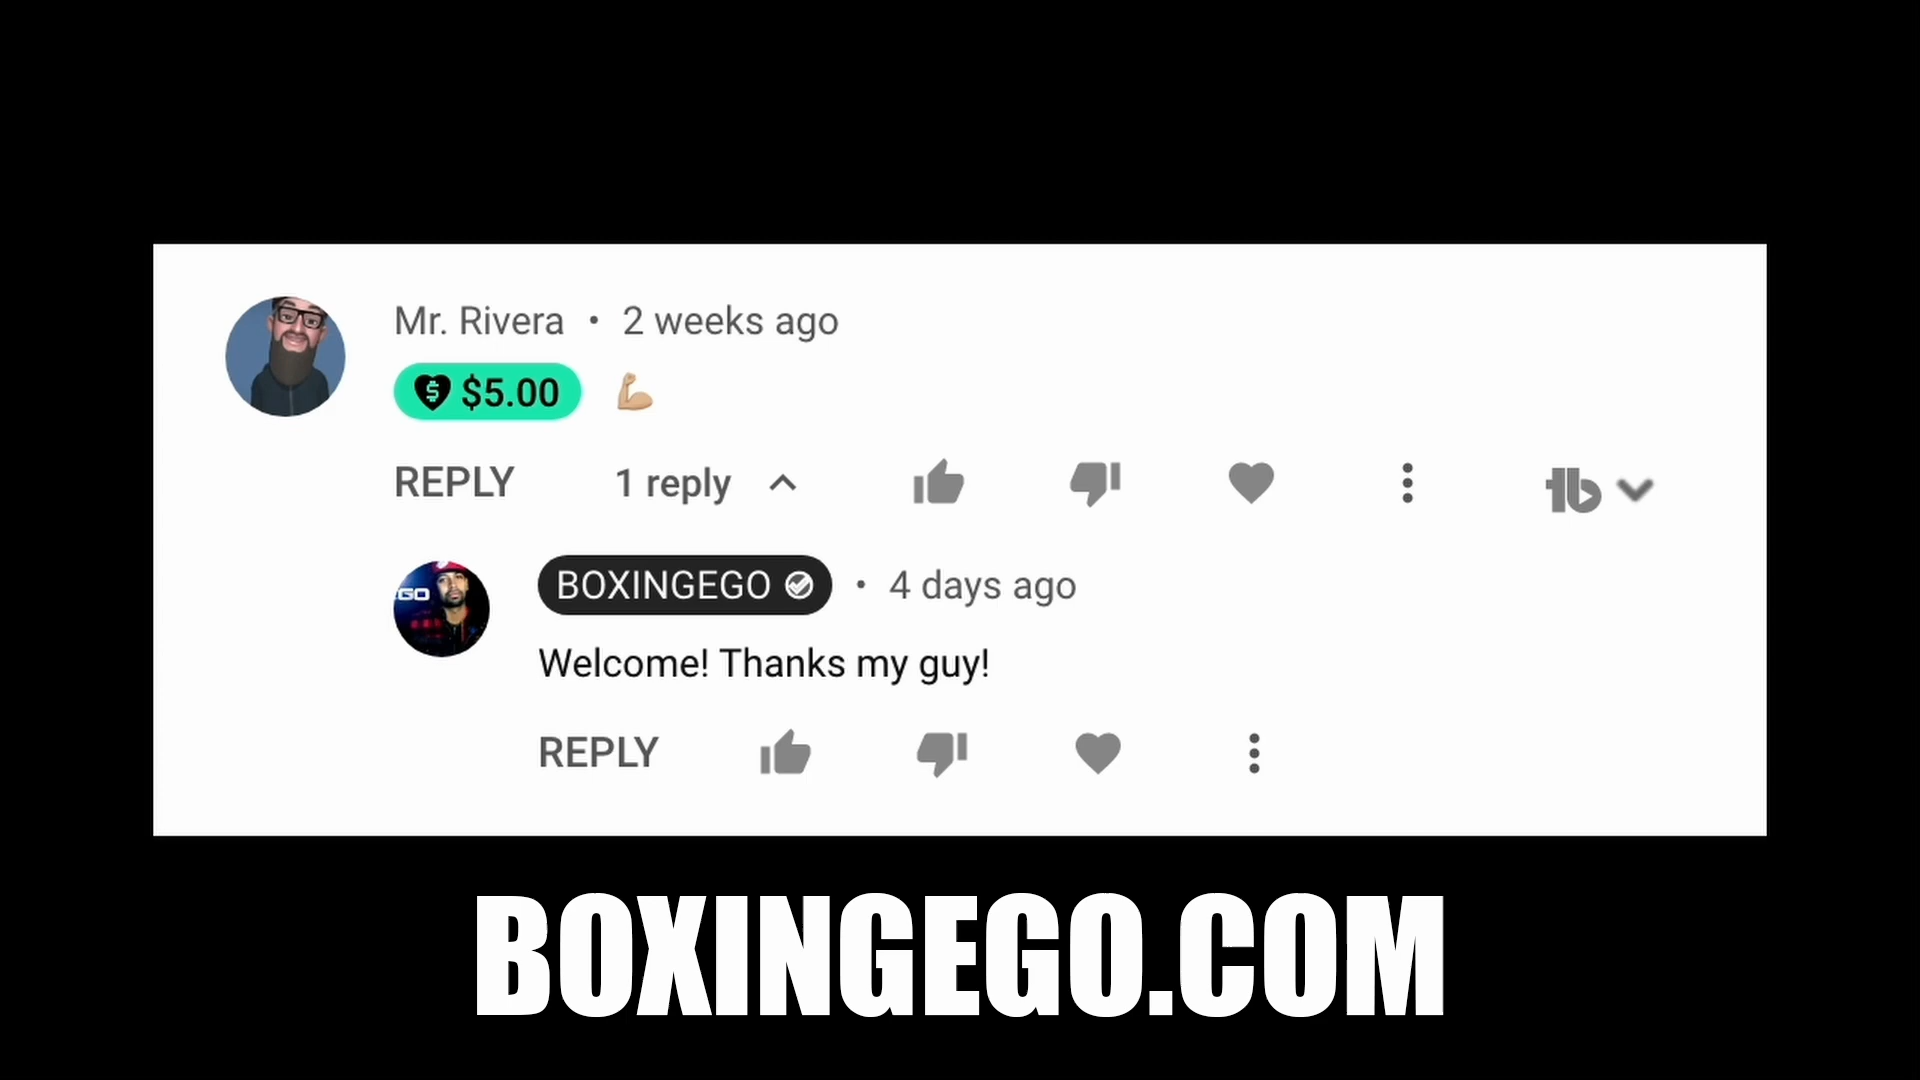 Mr. Rivera • 2 weeks ago
$5.00 💪🏼
REPLY 1 reply
GO
BOXINGEGO • 4 days ago
Welcome! Thanks my guy!
REPLY
BOXINGEGO.COM